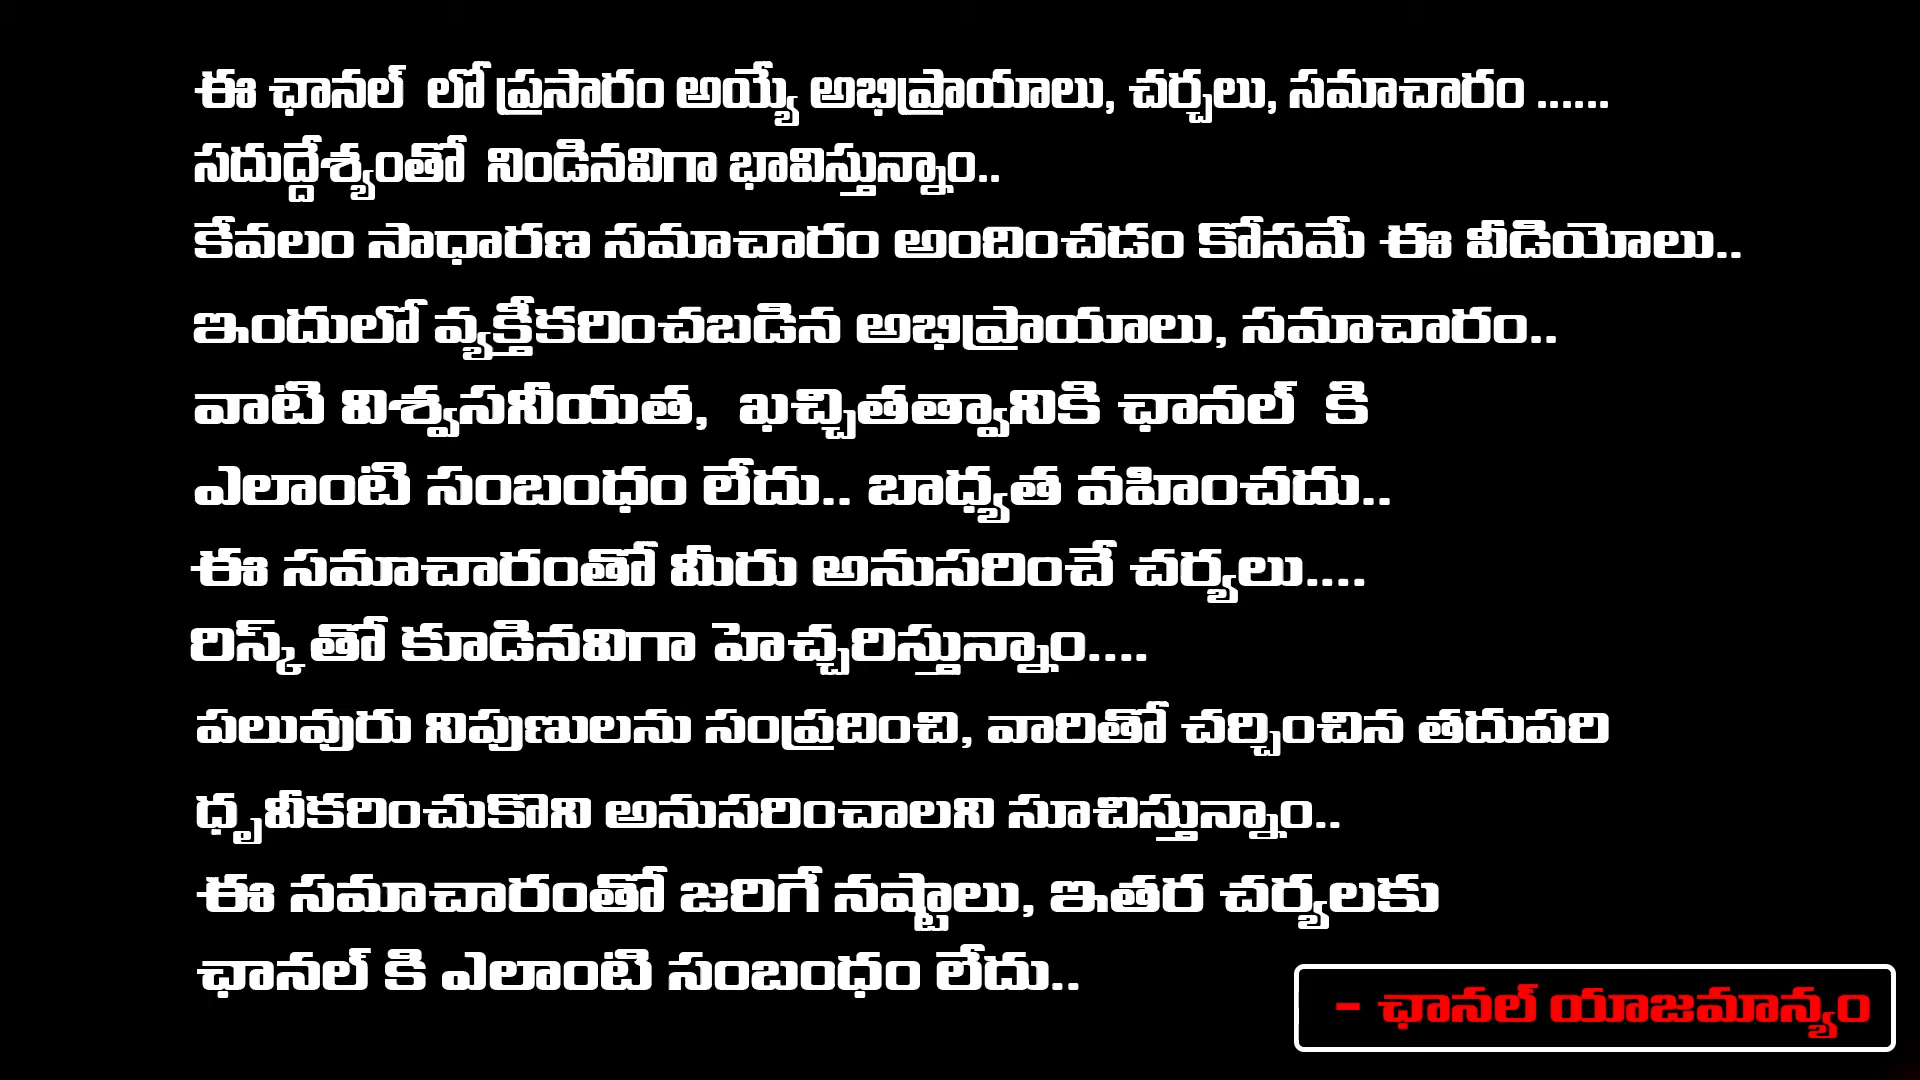 ఈ ఛానల్ లో ప్రసారం అయ్యే అభిప్రాయాలు, చర్చలు, సమాచారం ......
సదుద్దేశ్యంతో నిండినవిగా భావిస్తున్నాం..
కేవలం సాధారణ సమాచారం అందించడం కోసమే ఈ వీడియోలు..
ఇందులో వ్యక్తీకరించబడిన అభిప్రాయాలు, సమాచారం..
వాటి విశ్వసనీయత, ఖచ్చితత్వానికి ఛానల్ కి
ఎలాంటి సంబంధం లేదు.. బాధ్యత వహించదు..
ఈ సమాచారంతో మీరు అనుసరించే చర్యలు....
రిస్క్ తో కూడినవిగా హెచ్చరిస్తున్నాం....
పలువురు నిపుణులను సంప్రదించి, వారితో చర్చించిన తదుపరి
ధృవీకరించుకొని అనుసరించాలని సూచిస్తున్నాం..
ఈ సమాచారంతో జరిగే నష్టాలు, ఇతర చర్యలకు
ఛానల్ కి ఎలాంటి సంబంధం లేదు..
- ఛానల్ యాజమాన్యం